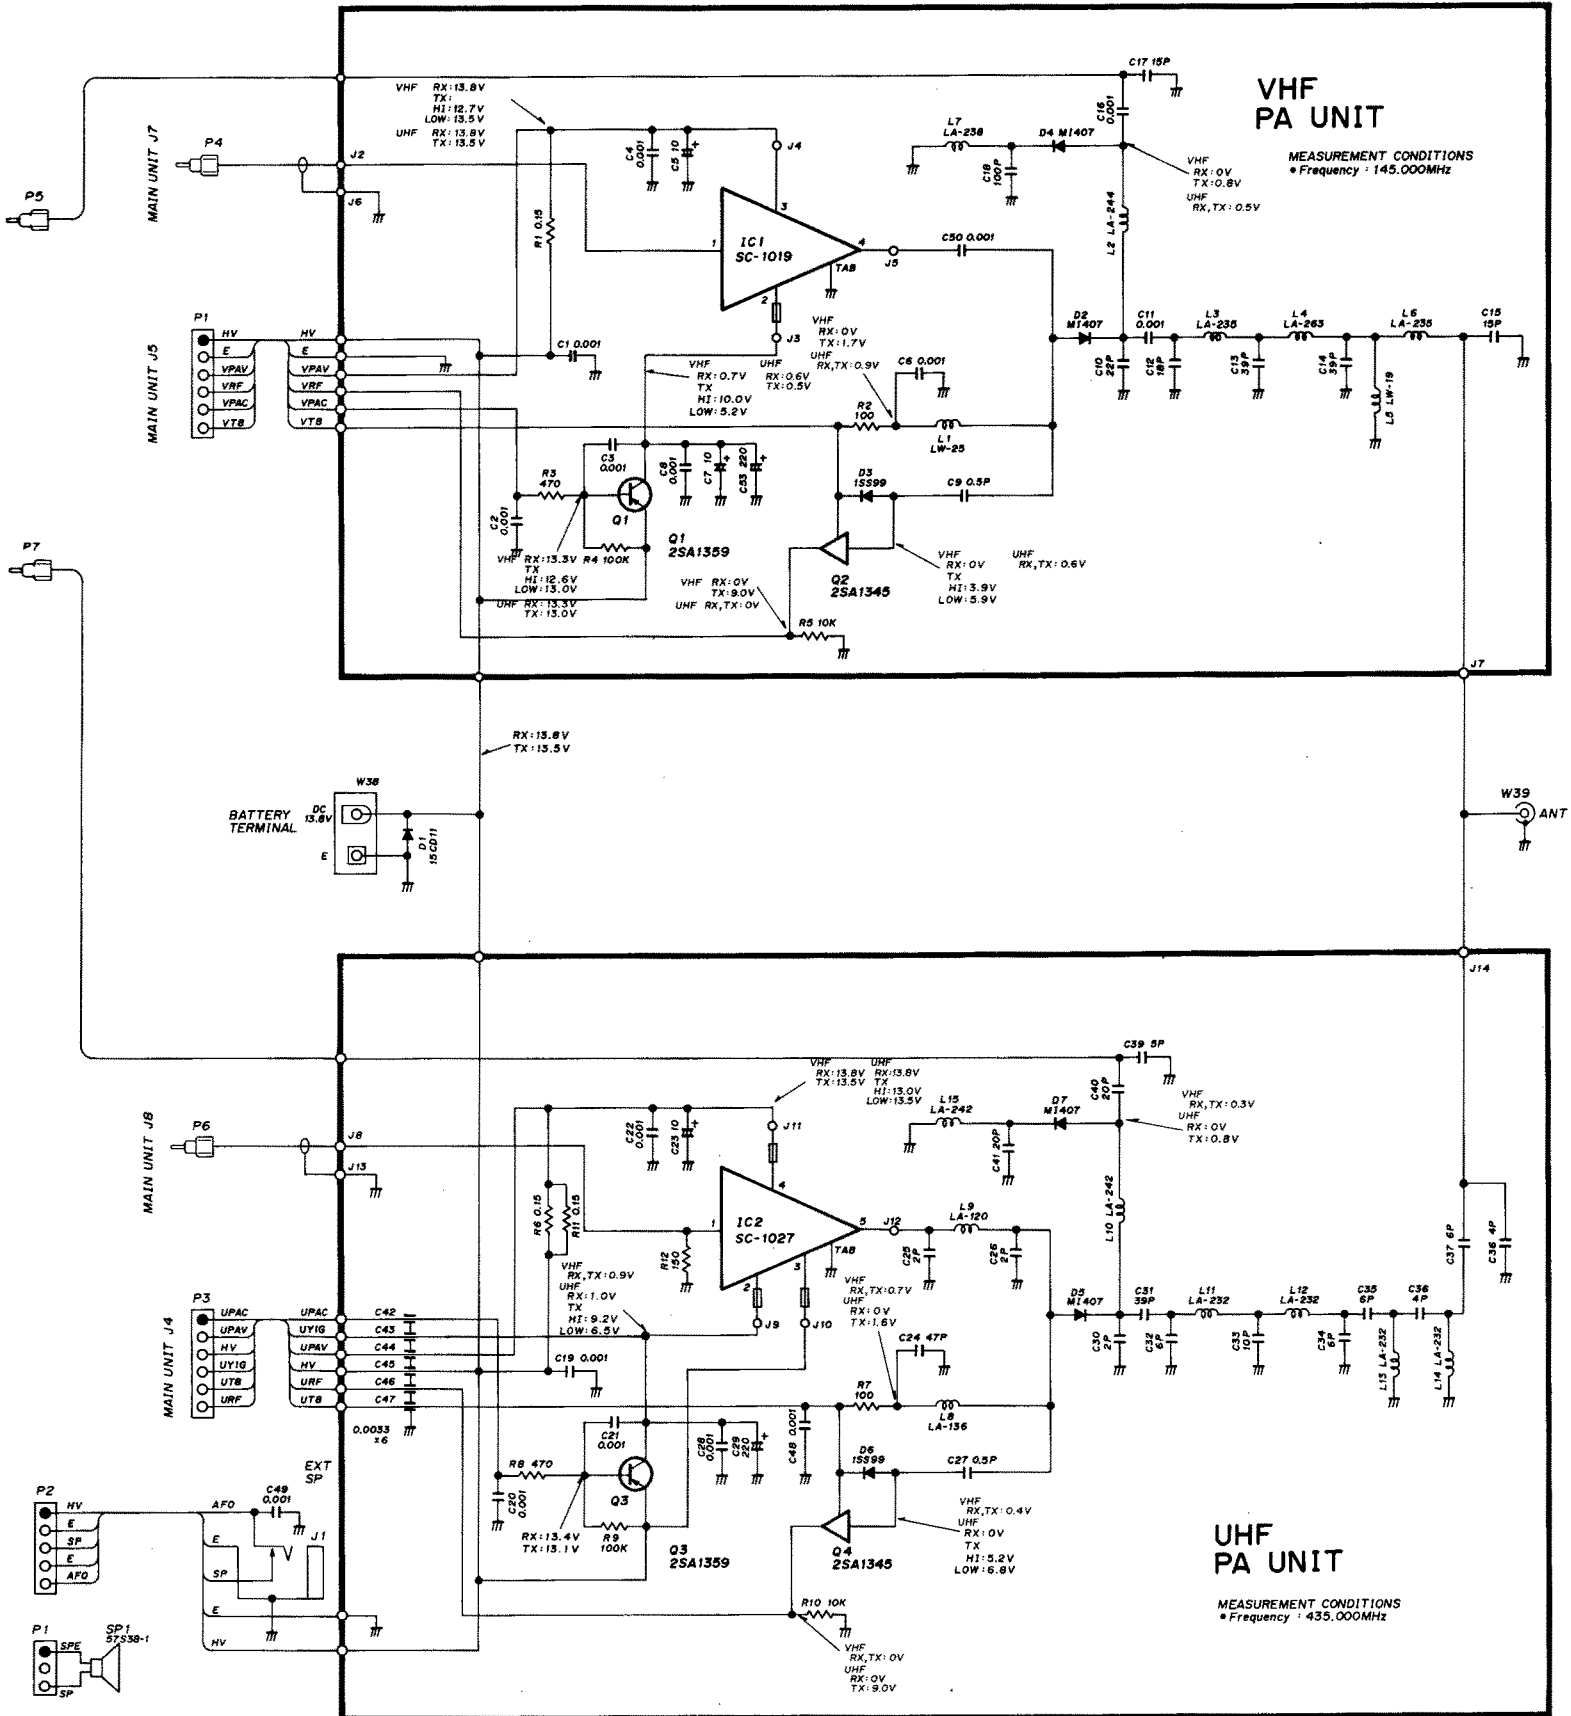 VHF
PA UNIT
MEASUREMENT CONDITIONS
• Frequency : 145.000MHz
C17 15P
C16 0.001
VHF RX:13.8V
TX:
HI:12.7V
LOW:13.5V
UHF RX:13.8V
TX:13.5V
L7
LA-238
D4 MI407
C18 100P
C4 0.001
C5 10 +
J4
VHF
RX:0V
TX:0.8V
UHF
RX,TX:0.5V
MAIN UNIT J7
P4
J2
J6
P5
R1 0.15
3
1
IC1
SC-1019
4
TAB
2
J5
J3
C50 0.001
L2 LA-244
P1
HV
E
VPAV
VRF
VPAC
VT8
HV
E
VPAV
VRF
VPAC
VT8
MAIN UNIT J5
C1 0.001
VHF
RX:0.7V
TX
HI:10.0V
LOW:5.2V
UHF
RX:0.6V
TX:0.5V
VHF
RX:0V
TX:1.7V
UHF
RX,TX:0.9V
C6 0.001
D2
MI407
C11
0.001
L3
LA-235
L4
LA-263
L6
LA-235
C15
15P
C10 22P
C12 18P
C13 39P
C14 39P
L5 LW-19
R2
100
L1
LW-25
C3
0.001
C8 0.001
C7 10 +
C53 220 +
D3
1SS99
C9 0.5P
R3
470
C2 0.001
Q1
R4 100K
Q1
2SA1359
VHF RX:13.3V
TX
HI:12.6V
LOW:13.0V
UHF RX:13.3V
TX:13.0V
Q2
2SA1345
VHF
RX:0V
TX
HI:3.9V
LOW:5.9V
UHF
RX,TX:0.6V
VHF RX:0V
TX:9.0V
UHF RX,TX:0V
R5 10K
P7
J7
RX:13.8V
TX:13.5V
W38
BATTERY
TERMINAL
DC
13.8V
E
D1
15CD11
W39
ANT
J14
UHF
PA UNIT
MEASUREMENT CONDITIONS
• Frequency : 435.000MHz
C39 5P
C40 20P
VHF
RX:13.8V
TX:13.5V
UHF
RX:13.8V
TX
HI:13.0V
LOW:13.5V
L15
LA-242
D7
MI407
C41 20P
VHF
RX,TX:0.3V
UHF
RX:0V
TX:0.8V
MAIN UNIT J8
P6
J8
J13
C22 0.001
C23 10 +
J11
R6 0.15
R11 0.15
R12 150
4
1
IC2
SC-1027
5
TAB
2
3
J9
J10
J12
L9
LA-120
C25 2P
C26 2P
L10 LA-242
VHF
RX,TX:0.9V
UHF
RX:1.0V
TX
HI:9.2V
LOW:6.5V
VHF
RX,TX:0.7V
UHF
RX:0V
TX:1.6V
C24 47P
D5
MI407
C31
39P
L11
LA-232
L12
LA-232
C35
6P
C36
4P
C30 2P
C32 6P
C33 10P
C34 6P
L13 LA-232
L14 LA-232
C37 6P
C36 4P
P3
UPAC
UPAV
HV
UYIG
UT8
URF
UPAC
UYIG
UPAV
HV
URF
UT8
MAIN UNIT J4
C42
C43
C44
C45
C46
C47
0.0033
x6
C19 0.001
R7
100
L8
LA-136
C21
0.001
C28 0.001
C29 220 +
C48 0.001
D6
1SS99
C27 0.5P
R8 470
C20 0.001
Q3
R9
100K
Q3
2SA1359
RX:13.4V
TX:13.1V
Q4
2SA1345
VHF
RX,TX:0.4V
UHF
RX:0V
TX
HI:5.2V
LOW:6.8V
R10 10K
VHF
RX,TX:0V
UHF
RX:0V
TX:9.0V
EXT
SP
P2
HV
E
SP
E
AFO
AFO
E
SP
E
HV
C49
0.001
J1
P1
SPE
SP
SP1
57S38-1